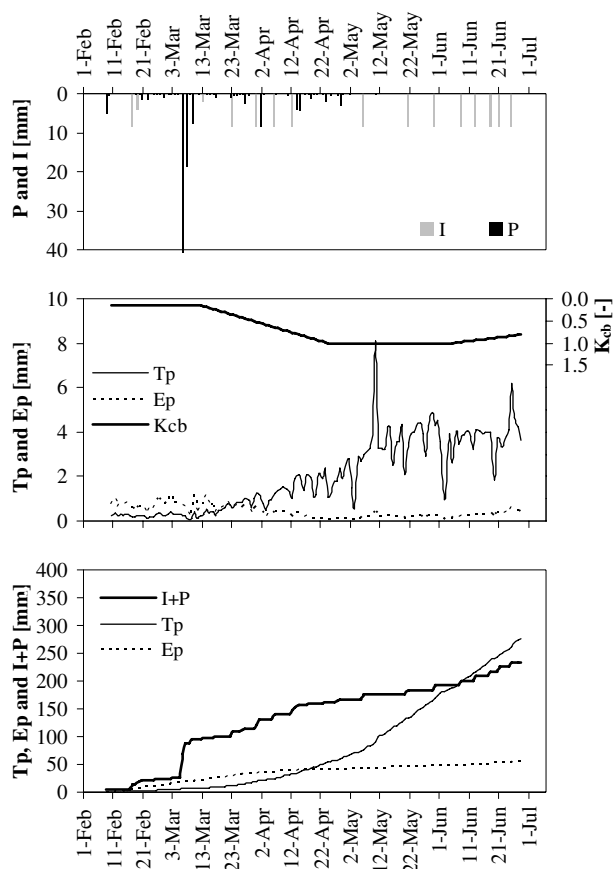 1-Feb
11-Feb
21-Feb
3-Mar
13-Mar
23-Mar
2-Apr
12-Apr
22-Apr
2-May
12-May
22-May
1-Jun
11-Jun
21-Jun
1-Jul
P and I [mm]
0
10
20
30
40
I
P
Tp and Ep [mm]
10
8
6
4
2
0
0.0
0.5
1.0
1.5
Kcb [-]
Tp
Ep
Kcb
Tp, Ep and I+P [mm]
400
350
300
250
200
150
100
50
0
I+P
Tp
Ep
1-Feb
11-Feb
21-Feb
3-Mar
13-Mar
23-Mar
2-Apr
12-Apr
22-Apr
2-May
12-May
22-May
1-Jun
11-Jun
21-Jun
1-Jul